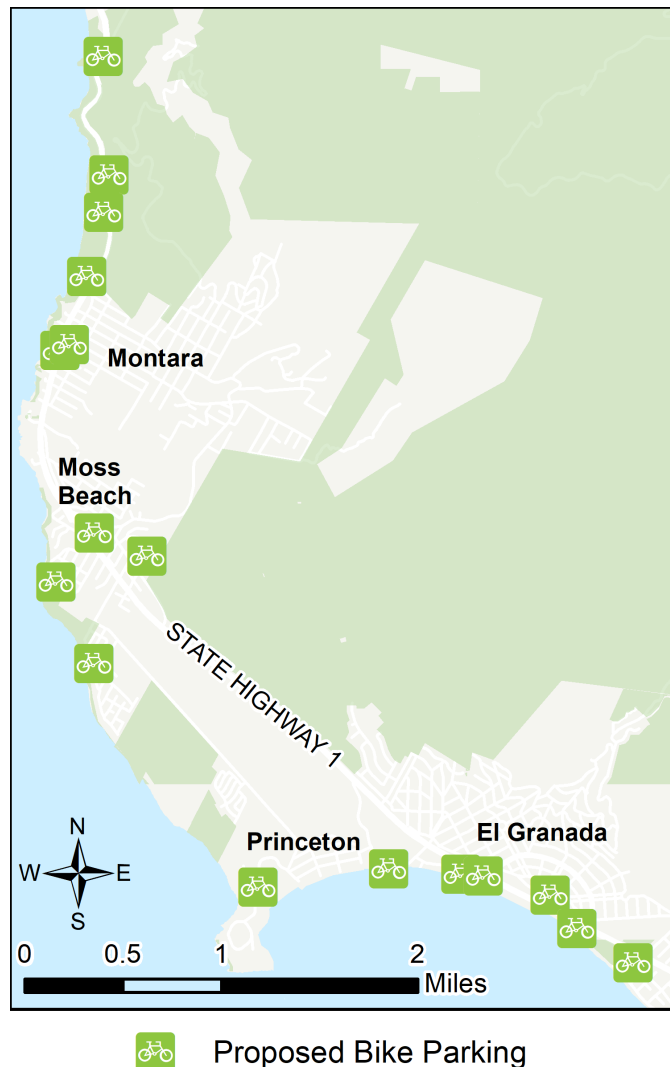 Montara
Moss
Beach
STATE HIGHWAY 1
Princeton
El Granada
N
W
E
S
0
0.5
1
2
Miles
Proposed Bike Parking